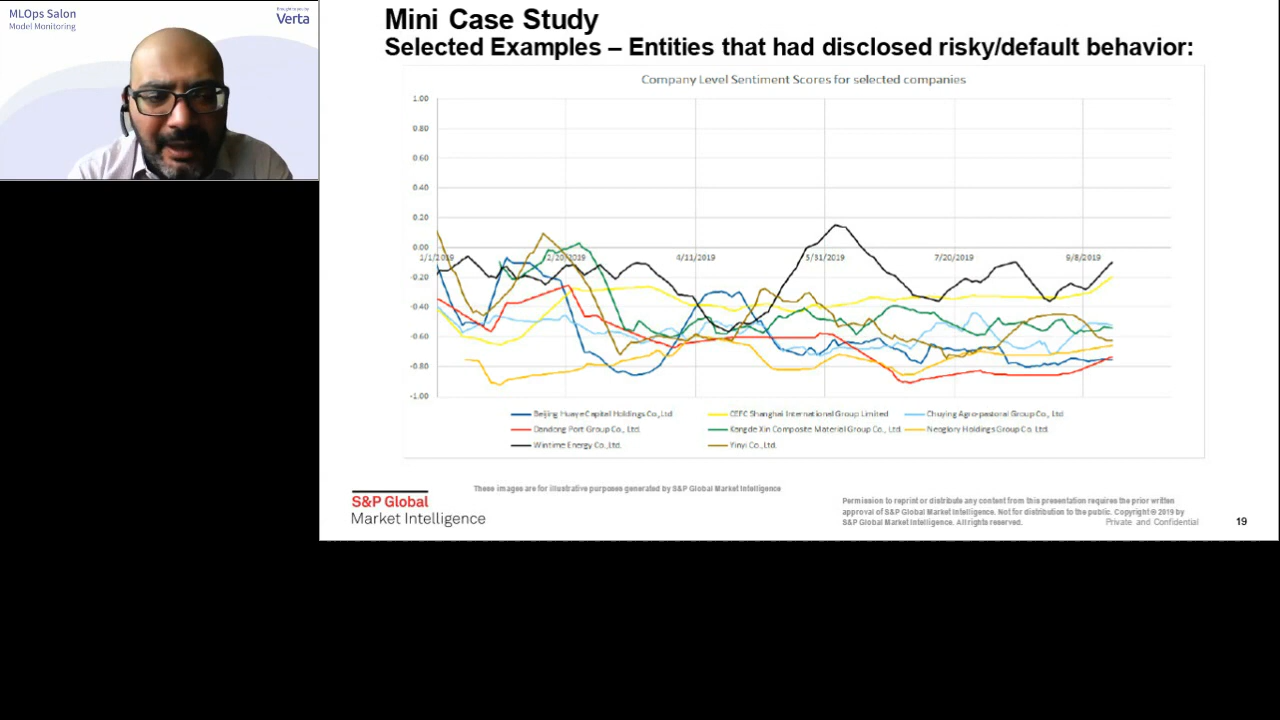 MLOps Salon
Model Monitoring
Brought to you by
Verta
Mini Case Study
Selected Examples – Entities that had disclosed risky/default behavior:
Company Level Sentiment Scores for selected companies
1.00
0.80
0.60
0.40
0.20
0.00
1/1/2019 2/20/2019 4/11/2019 5/31/2019 7/20/2019 9/8/2019
-0.20
-0.40
-0.60
-0.80
-1.00
Beijing Huaye Capital Holdings Co.,Ltd CEFC Shanghai International Group Limited Chuying Agro-pastoral Group Co., Ltd.
Dandong Port Group Co., Ltd. Kangde Xin Composite Material Group Co., Ltd. Neoglory Holdings Group Co. Ltd.
Wintime Energy Co.,Ltd. Yinyi Co.,Ltd.
These images are for illustrative purposes generated by S&P Global Market Intelligence
S&P Global
Market Intelligence
Permission to reprint or distribute any content from this presentation requires the prior written
approval of S&P Global Market Intelligence. Not for distribution to the public. Copyright © 2019 by
S&P Global Market Intelligence. All rights reserved.
Private and Confidential
19